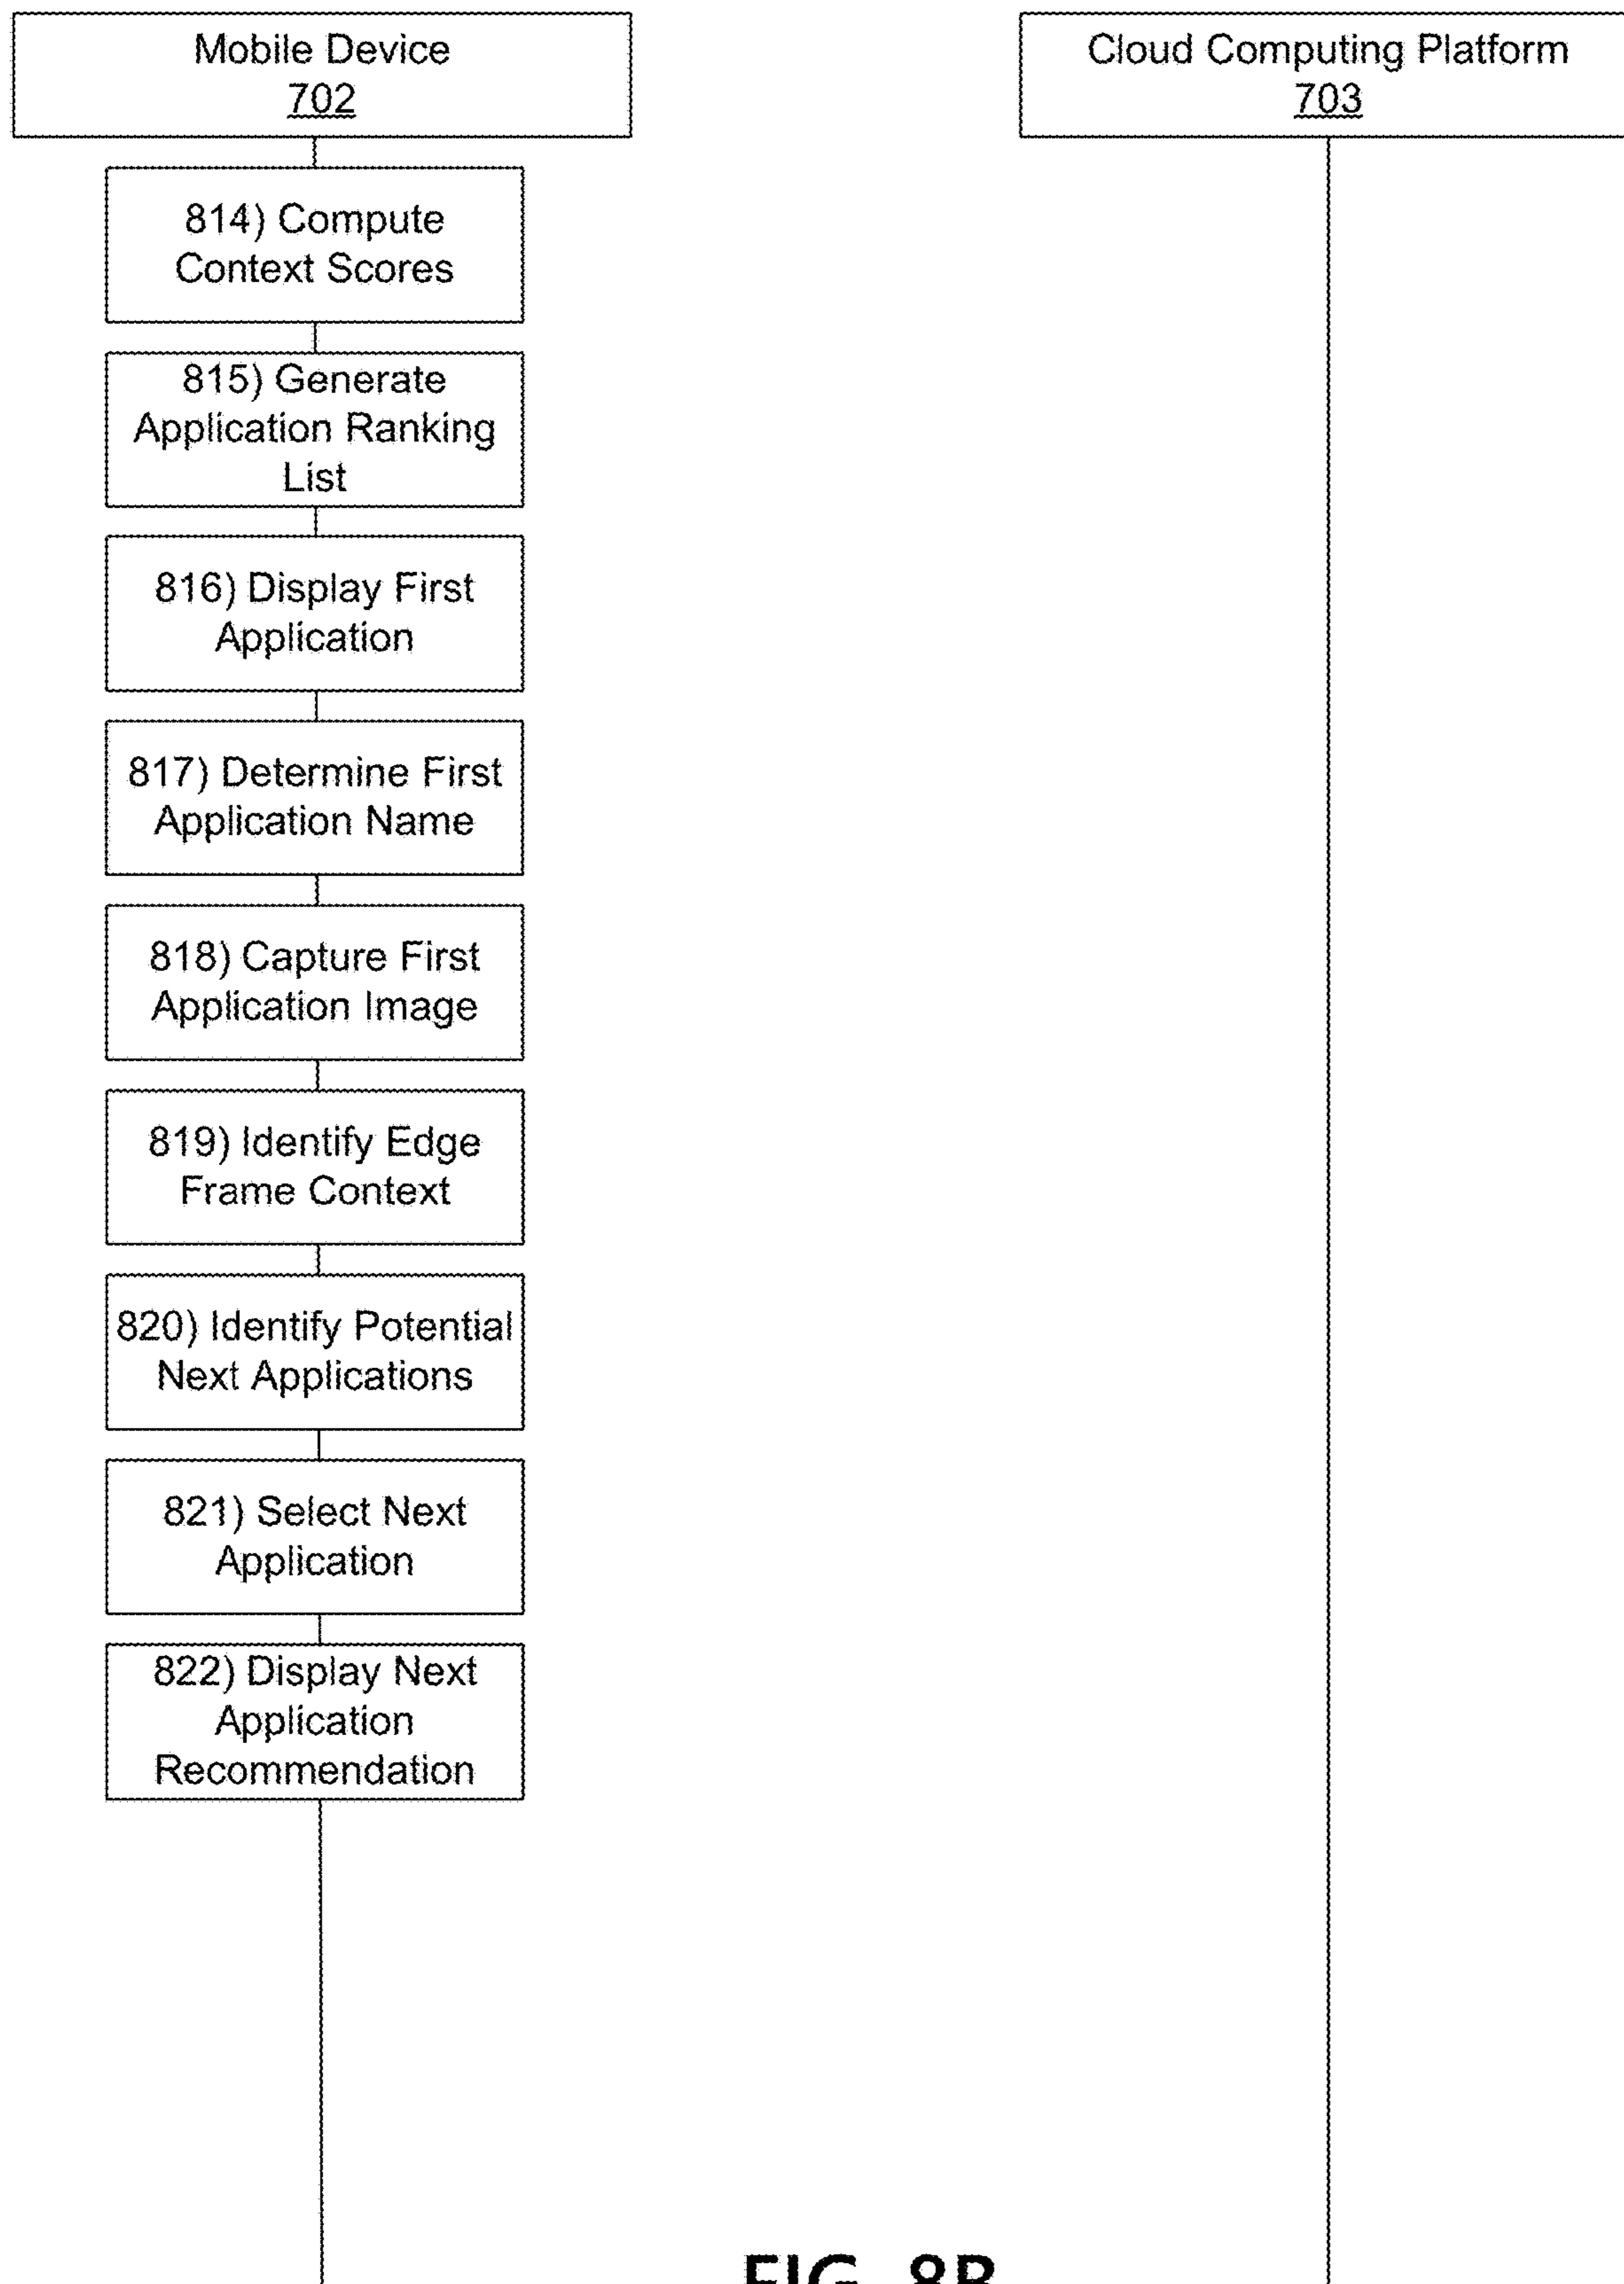 Mobile Device
702
Cloud Computing Platform
703
814) Compute
Context Scores
815) Generate
Application Ranking
List
816) Display First
Application
817) Determine First
Application Name
818) Capture First
Application Image
819) Identify Edge
Frame Context
820) Identify Potential
Next Applications
821) Select Next
Application
822) Display Next
Application
Recommendation
FIG. 8B